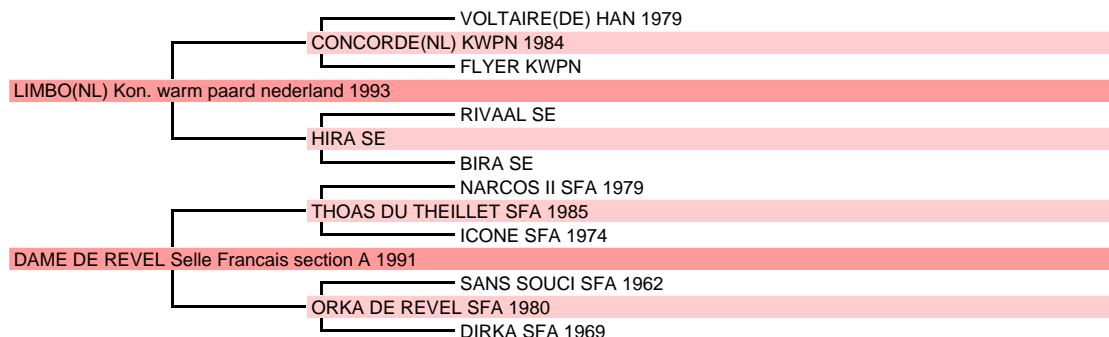 VOLTAIRE(DE) HAN 1979
CONCORDE(NL) KWPN 1984
FLYER KWPN
LIMBO(NL) Kon. warm paard nederland 1993
RIVAAL SE
HIRA SE
BIRA SE
NARCOS II SFA 1979
THOAS DU THEILLET SFA 1985
ICONE SFA 1974
DAME DE REVEL Selle Francais section A 1991
SANS SOUCI SFA 1962
ORKA DE REVEL SFA 1980
DIRKA SFA 1969